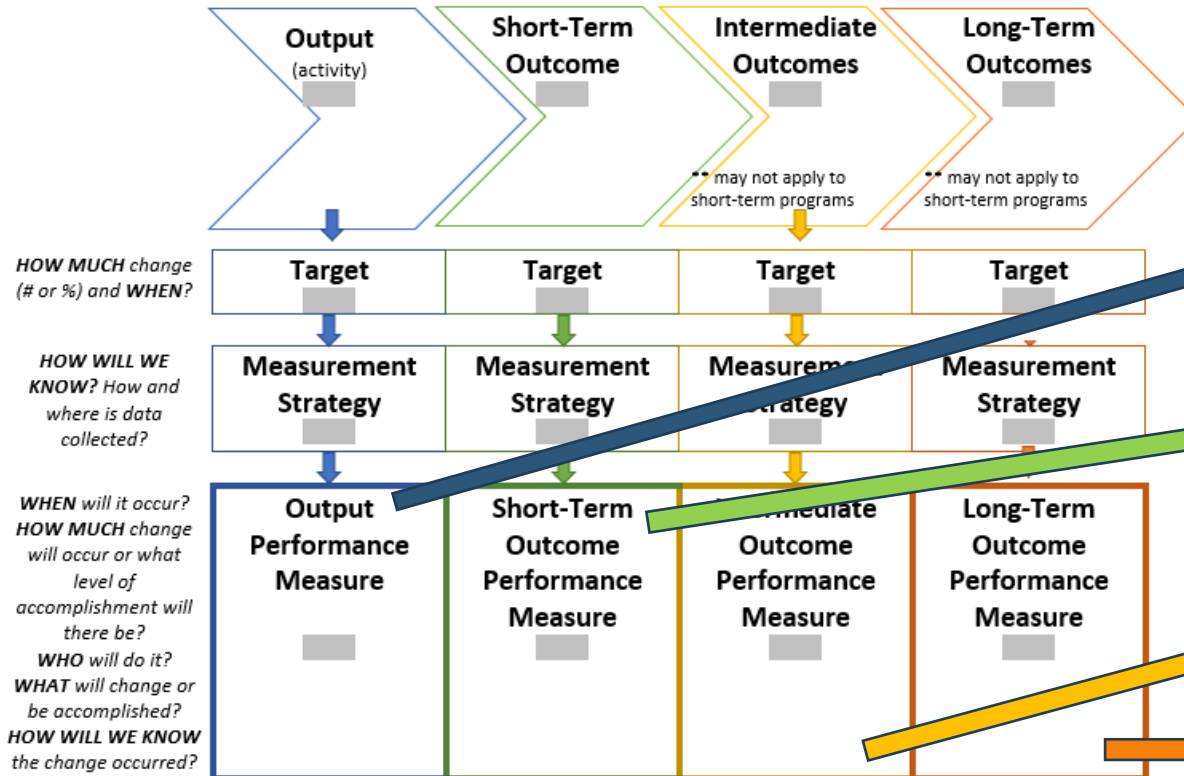 Output
(activity)
Short-Term
Outcome
Intermediate
Outcomes
-- may not apply to
short-term programs
Long-Term
Outcomes
-- may not apply to
short-term programs
HOW MUCH change
(# or %) and WHEN?
Target
Target
Target
Target
HOW WILL WE
KNOW? How and
where is data
collected?
Measurement
Strategy
Measurement
Strategy
Strategy
Measurement
Strategy
WHEN will it occur?
HOW MUCH change
will occur or what
level of
accomplishment will
there be?
WHO will do it?
WHAT will change or
be accomplished?
HOW WILL WE KNOW
the change occurred?
Output
Performance
Measure
Short-Term
Outcome
Performance
Measure
Outcome
Performance
Measure
Long-Term
Outcome
Performance
Measure